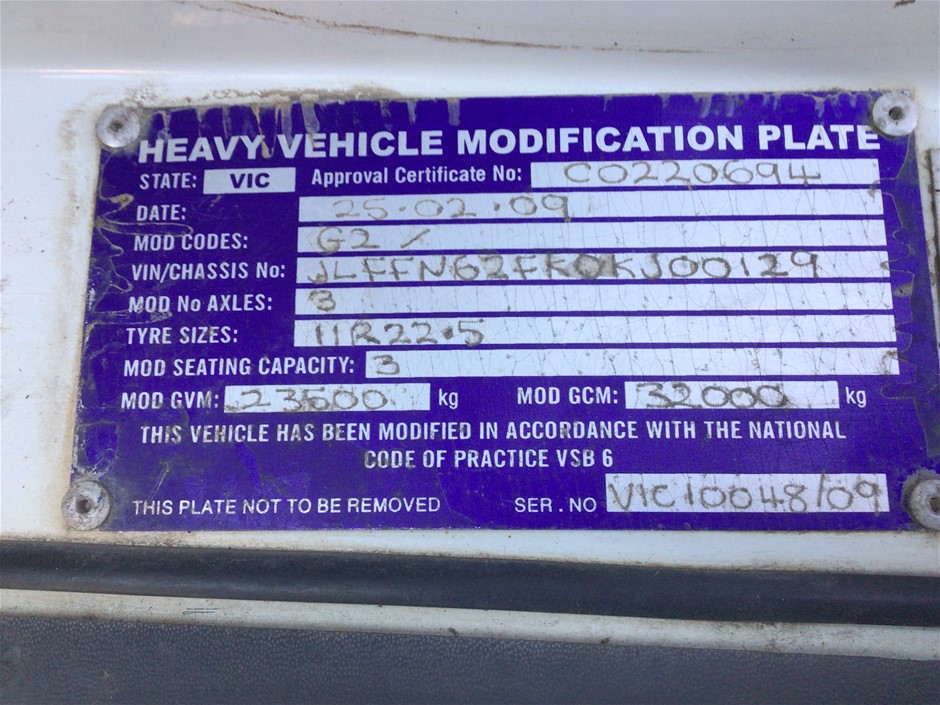 HEAVY VEHICLE MODIFICATION PLATE
STATE: VIC Approval Certificate No: CO220694
DATE: 25.02.09
MOD CODES: G2 /
VIN/CHASSIS No: JLFFN62FK0KJ00129
MOD No AXLES: 3
TYRE SIZES: 11R22.5
MOD SEATING CAPACITY: 3
MOD GVM: 23500 kg MOD GCM: 32000 kg
THIS VEHICLE HAS BEEN MODIFIED IN ACCORDANCE WITH THE NATIONAL
CODE OF PRACTICE VSB 6
THIS PLATE NOT TO BE REMOVED SER . NO VIC10048/09